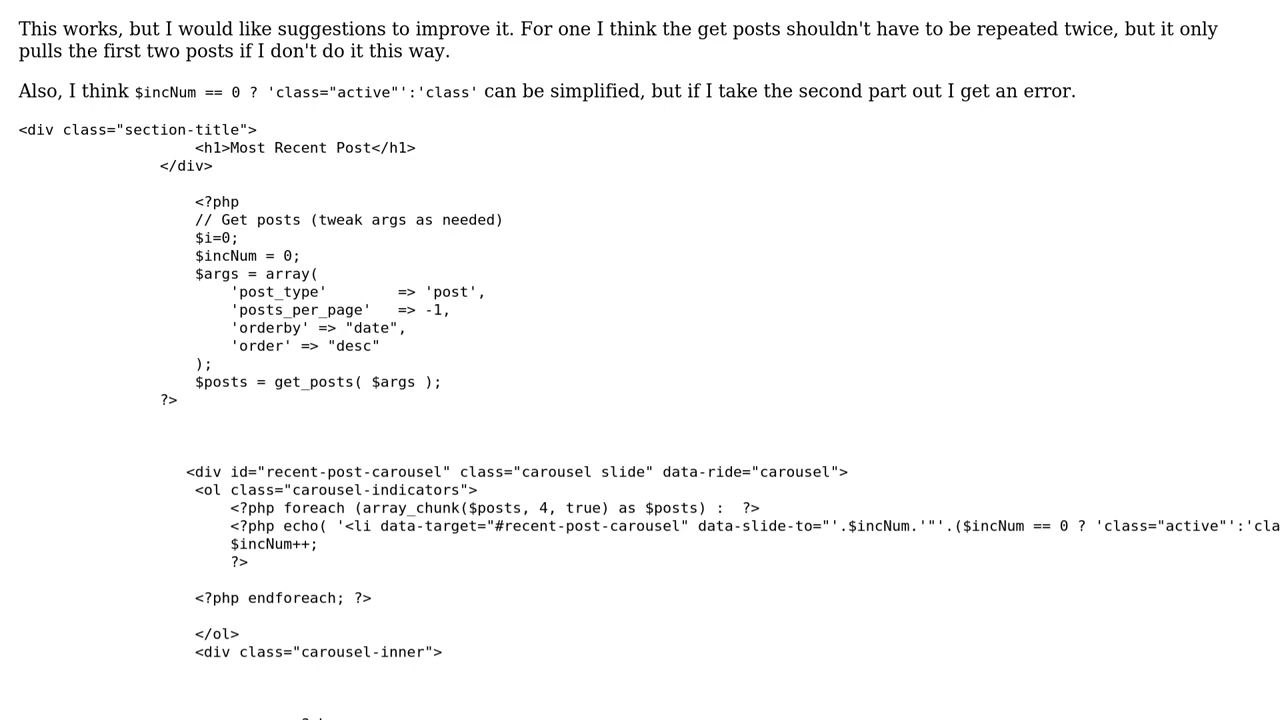 This works, but I would like suggestions to improve it. For one I think the get posts shouldn't have to be repeated twice, but it only
pulls the first two posts if I don't do it this way.
Also, I think $incNum == 0 ? 'class="active"':'class' can be simplified, but if I take the second part out I get an error.
<div class="section-title">
<h1>Most Recent Post</h1>
</div>
<?php
// Get posts (tweak args as needed)
$i=0;
$incNum = 0;
$args = array(
'post_type' => 'post',
'posts_per_page' => -1,
'orderby' => "date",
'order' => "desc"
);
$posts = get_posts( $args );
?>
<div id="recent-post-carousel" class="carousel slide" data-ride="carousel">
<ol class="carousel-indicators">
<?php foreach (array_chunk($posts, 4, true) as $posts) : ?>
<?php echo( '<li data-target="#recent-post-carousel" data-slide-to="'.$incNum.'"'.($incNum == 0 ? 'class="active"':'cla
$incNum++;
?>
<?php endforeach; ?>
</ol>
<div class="carousel-inner">